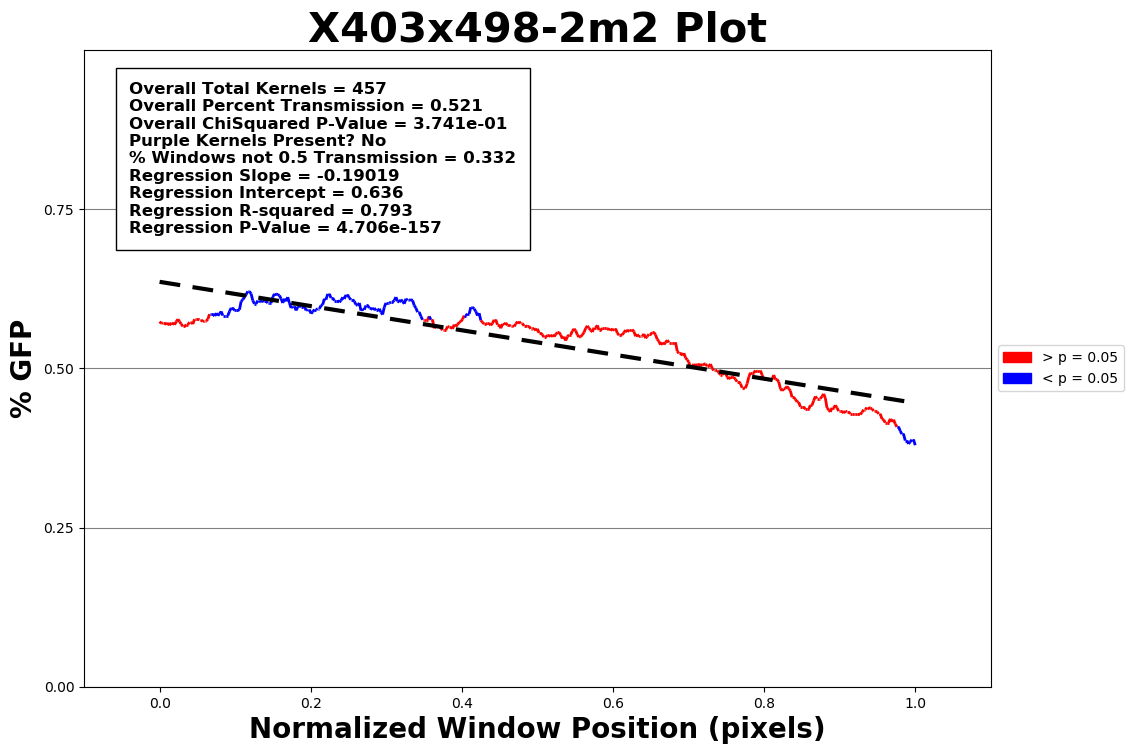 X403x498-2m2 Plot
Overall Total Kernels = 457
Overall Percent Transmission = 0.521
Overall ChiSquared P-Value = 3.741e-01
Purple Kernels Present? No
% Windows not 0.5 Transmission = 0.332
Regression Slope = -0.19019
Regression Intercept = 0.636
Regression R-squared = 0.793
Regression P-Value = 4.706e-157
% GFP
0.75
0.50
0.25
0.00
> p = 0.05
< p = 0.05
0.0 0.2 0.4 0.6 0.8 1.0
Normalized Window Position (pixels)